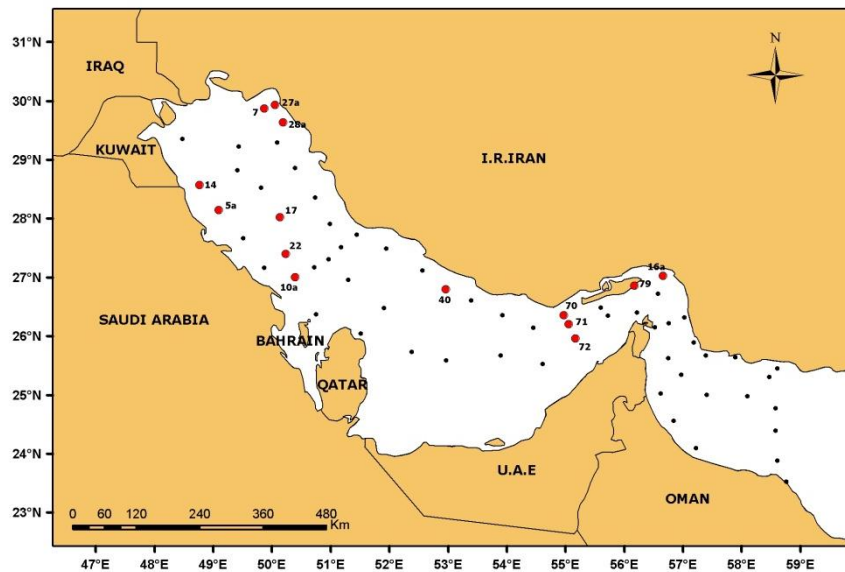 N
31°N
IRAQ
30°N
7
27a
28a
29°N
KUWAIT
I.R.IRAN
14
5a
17
28°N
22
27°N
10a
40
16a
79
70
71
72
SAUDI ARABIA
26°N
BAHRAIN
QATAR
25°N
24°N
U.A.E
OMAN
23°N
0 60 120 240 360 480
Km
47°E 48°E 49°E 50°E 51°E 52°E 53°E 54°E 55°E 56°E 57°E 58°E 59°E